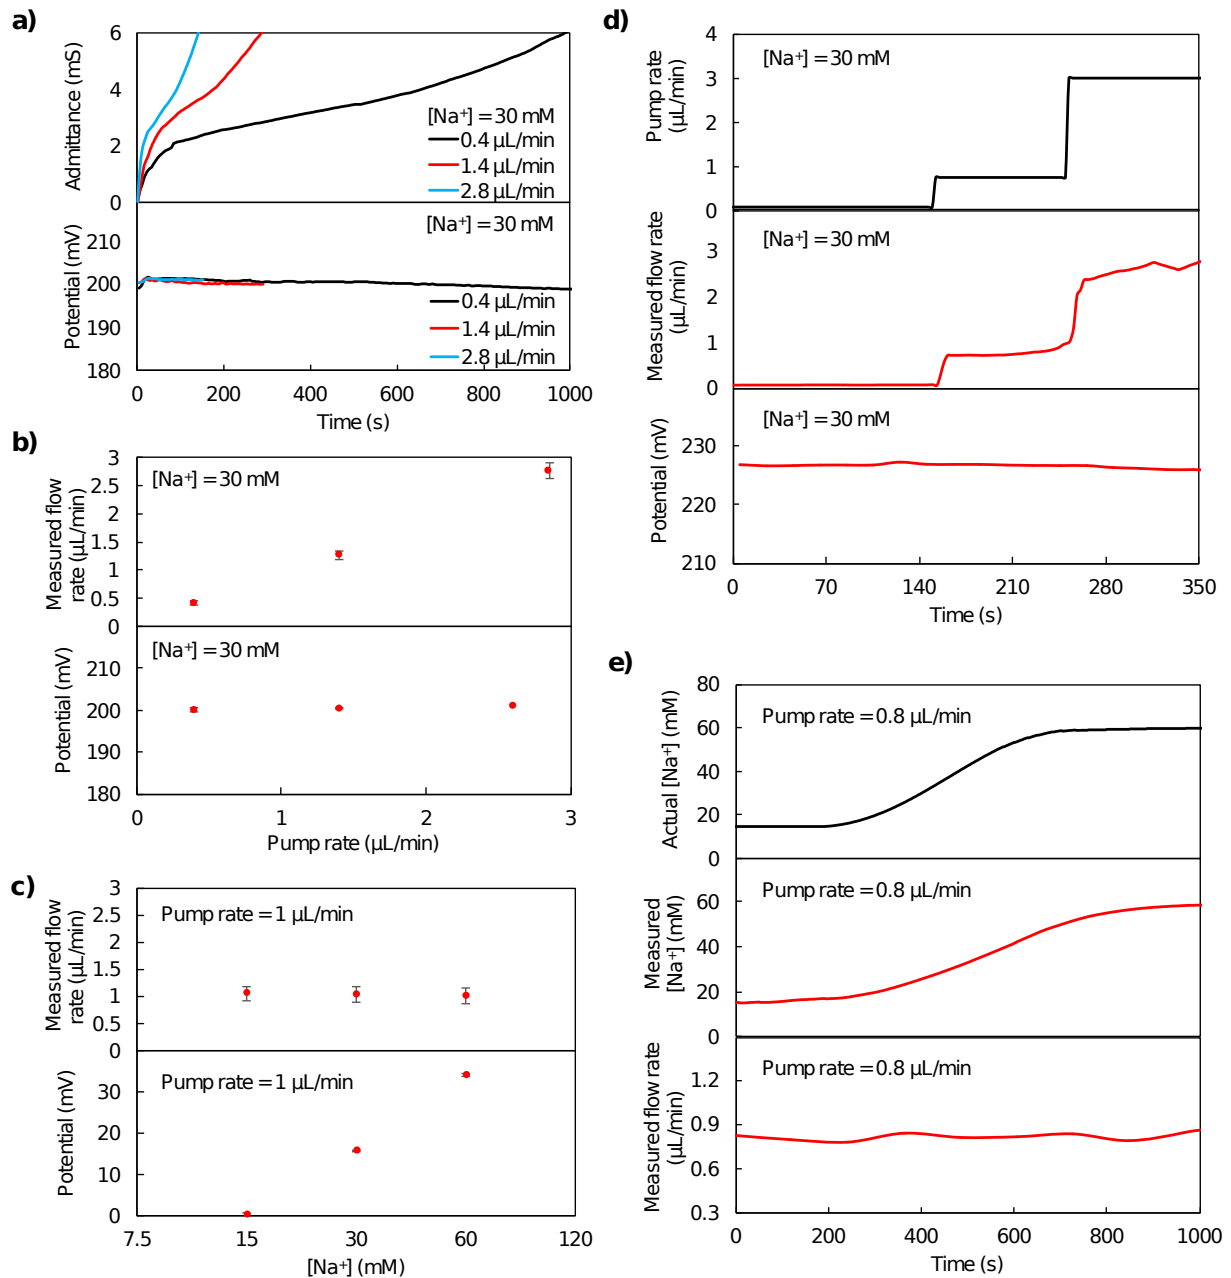 a)
Admittance (mS)
6
4
2
0
[Na⁺] = 30 mM
0.4 µL/min
1.4 µL/min
2.8 µL/min
Potential (mV)
210
200
190
180
[Na⁺] = 30 mM
0.4 µL/min
1.4 µL/min
2.8 µL/min
0 200 400 600 800 1000
Time (s)
b)
Measured flow
rate (µL/min)
3
2.5
2
1.5
1
0.5
0
[Na⁺] = 30 mM
Potential (mV)
210
200
190
180
[Na⁺] = 30 mM
0 1 2 3
Pump rate (µL/min)
c)
Measured flow
rate (µL/min)
3
2.5
2
1.5
1
0.5
0
Pump rate = 1 µL/min
Potential (mV)
30
20
10
0
Pump rate = 1 µL/min
7.5 15 30 60 120
[Na⁺] (mM)
d)
Pump rate
(µL/min)
4
3
2
1
0
[Na⁺] = 30 mM
Measured flow rate
(µL/min)
3
2
1
0
[Na⁺] = 30 mM
Potential (mV)
230
220
210
[Na⁺] = 30 mM
0 70 140 210 280 350
Time (s)
e)
Actual [Na⁺] (mM)
80
60
40
20
0
Pump rate = 0.8 µL/min
Measured
[Na⁺] (mM)
60
40
20
0
Pump rate = 0.8 µL/min
Measured flow rate
(µL/min)
1.2
0.9
0.6
0.3
Pump rate = 0.8 µL/min
0 200 400 600 800 1000
Time (s)